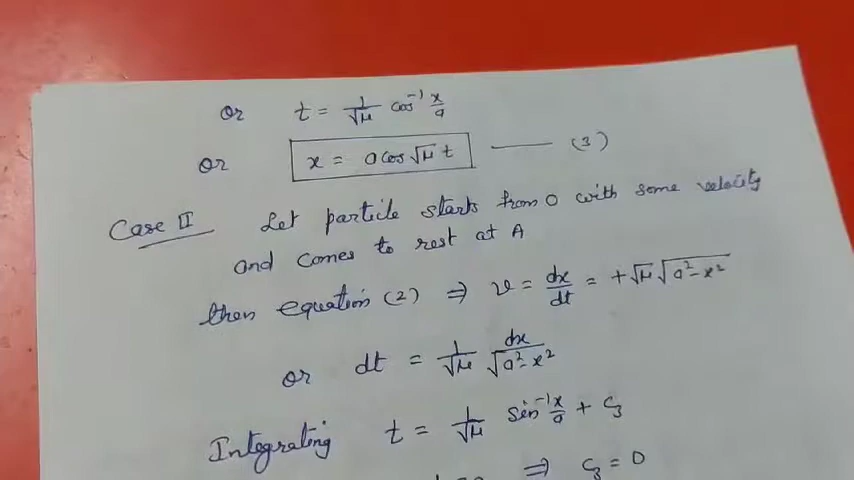 or t = 1/√μ cos⁻¹ x/a
or x = a cos √μ t —— (3)
Case II Let particle starts from O with some velocity
and comes to rest at A
then equation (2) ⇒ v = dx/dt = +√μ √a²-x²
or dt = 1/√μ dx/√a²-x²
Integrating t = 1/√μ sin⁻¹ x/a + C₃
⇒ C₃ = 0